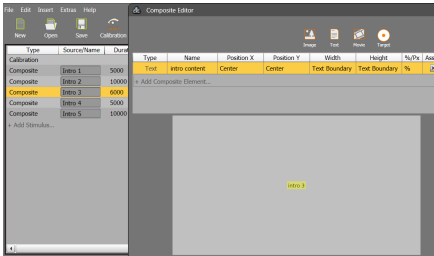 File Edit Insert Extras Help
New Open Save Calibration
Type Source/Name Durat
Calibration
Composite Intro 1 5000
Composite Intro 2 10000
Composite Intro 3 6000
Composite Intro 4 5000
Composite Intro 5 10000
+ Add Stimulus...
Composite Editor
Image Text Movie Target
Type Name Position X Position Y Width Height %/Px Ass
Text intro content Center Center Text Boundary Text Boundary %
+ Add Composite Element...
Intro 3